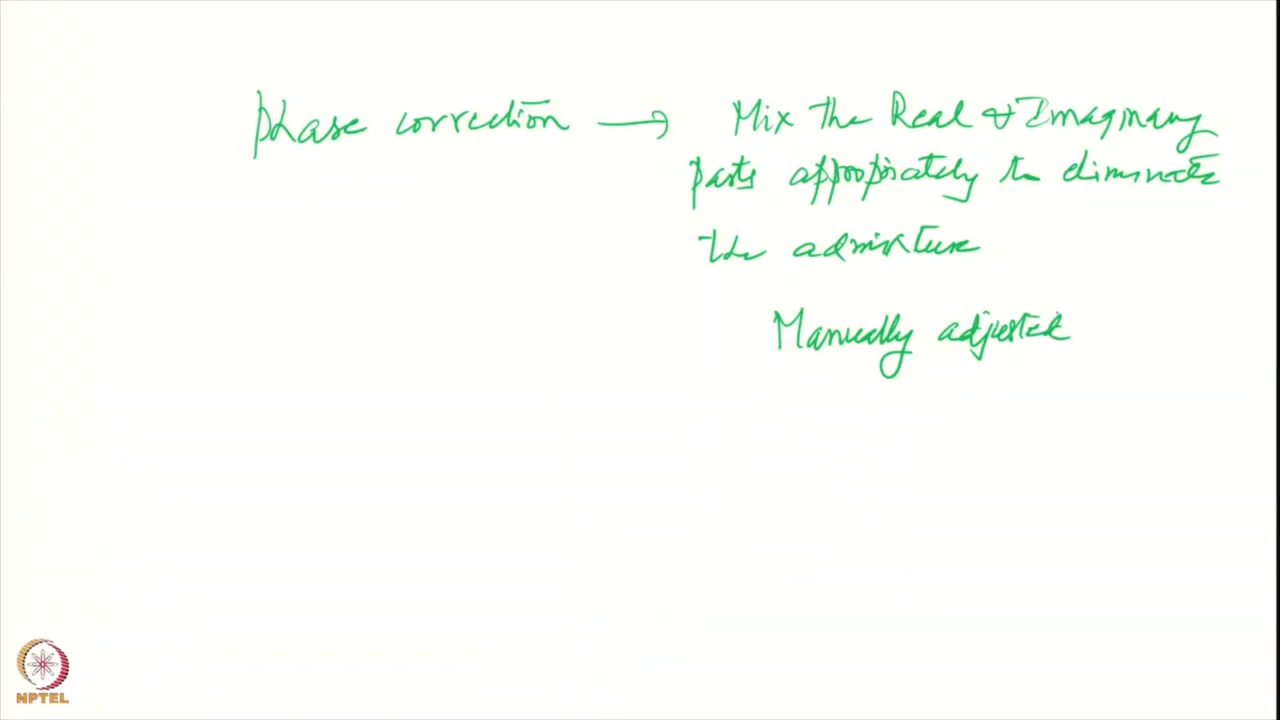 phase correction → Mix the Real & Imaginary
parts appropriately to eliminate
the admixture
Manually adjusted
NPTEL